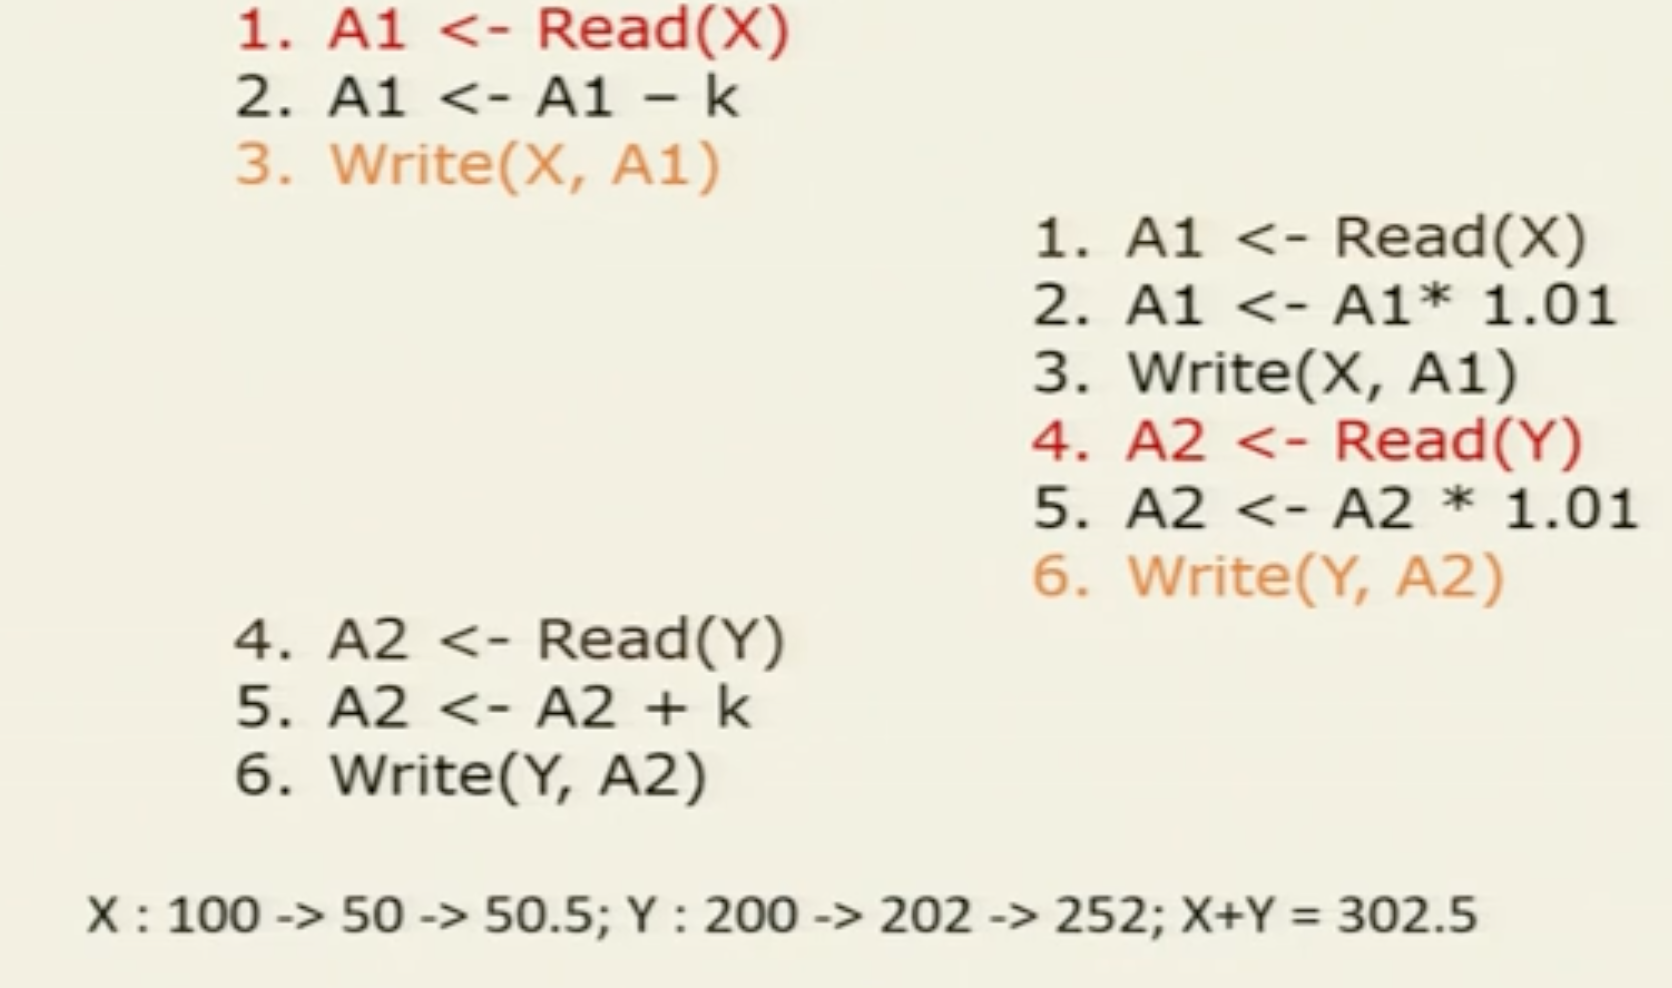 1. A1 <- Read(X)
2. A1 <- A1 – k
3. Write(X, A1)
1. A1 <- Read(X)
2. A1 <- A1* 1.01
3. Write(X, A1)
4. A2 <- Read(Y)
5. A2 <- A2 * 1.01
6. Write(Y, A2)
4. A2 <- Read(Y)
5. A2 <- A2 + k
6. Write(Y, A2)
X : 100 -> 50 -> 50.5; Y : 200 -> 202 -> 252; X+Y = 302.5